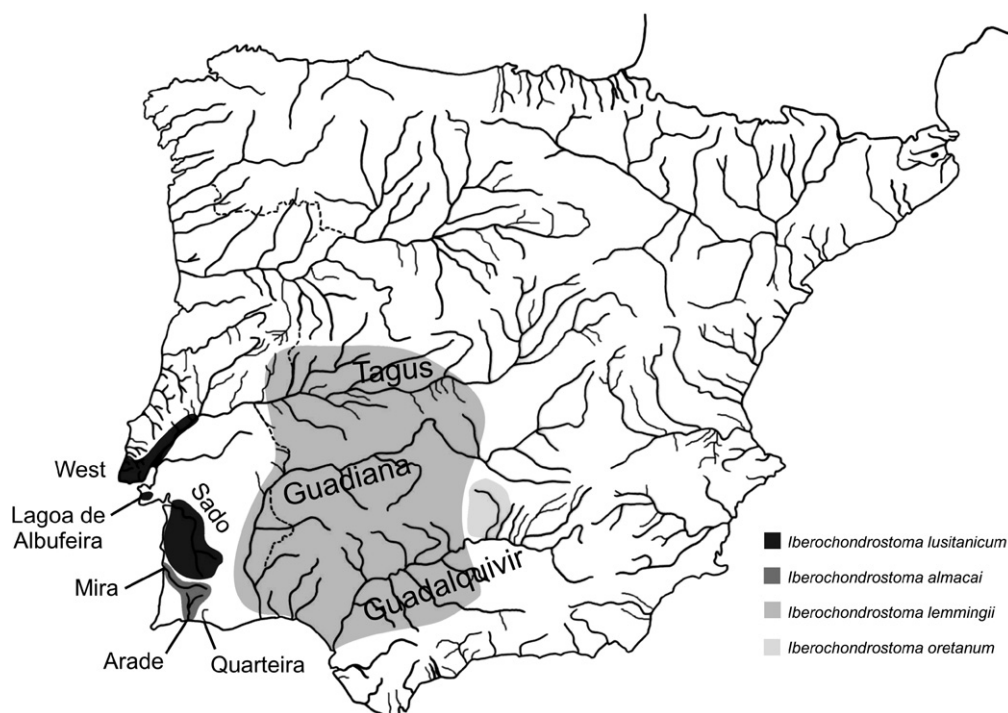 Tagus
Guadiana
Guadalquivir
Sado
West
Lagoa de
Albufeira
Mira
Arade
Quarteira
Iberochondrostoma lusitanicum
Iberochondrostoma almacai
Iberochondrostoma lemmingii
Iberochondrostoma oretanum